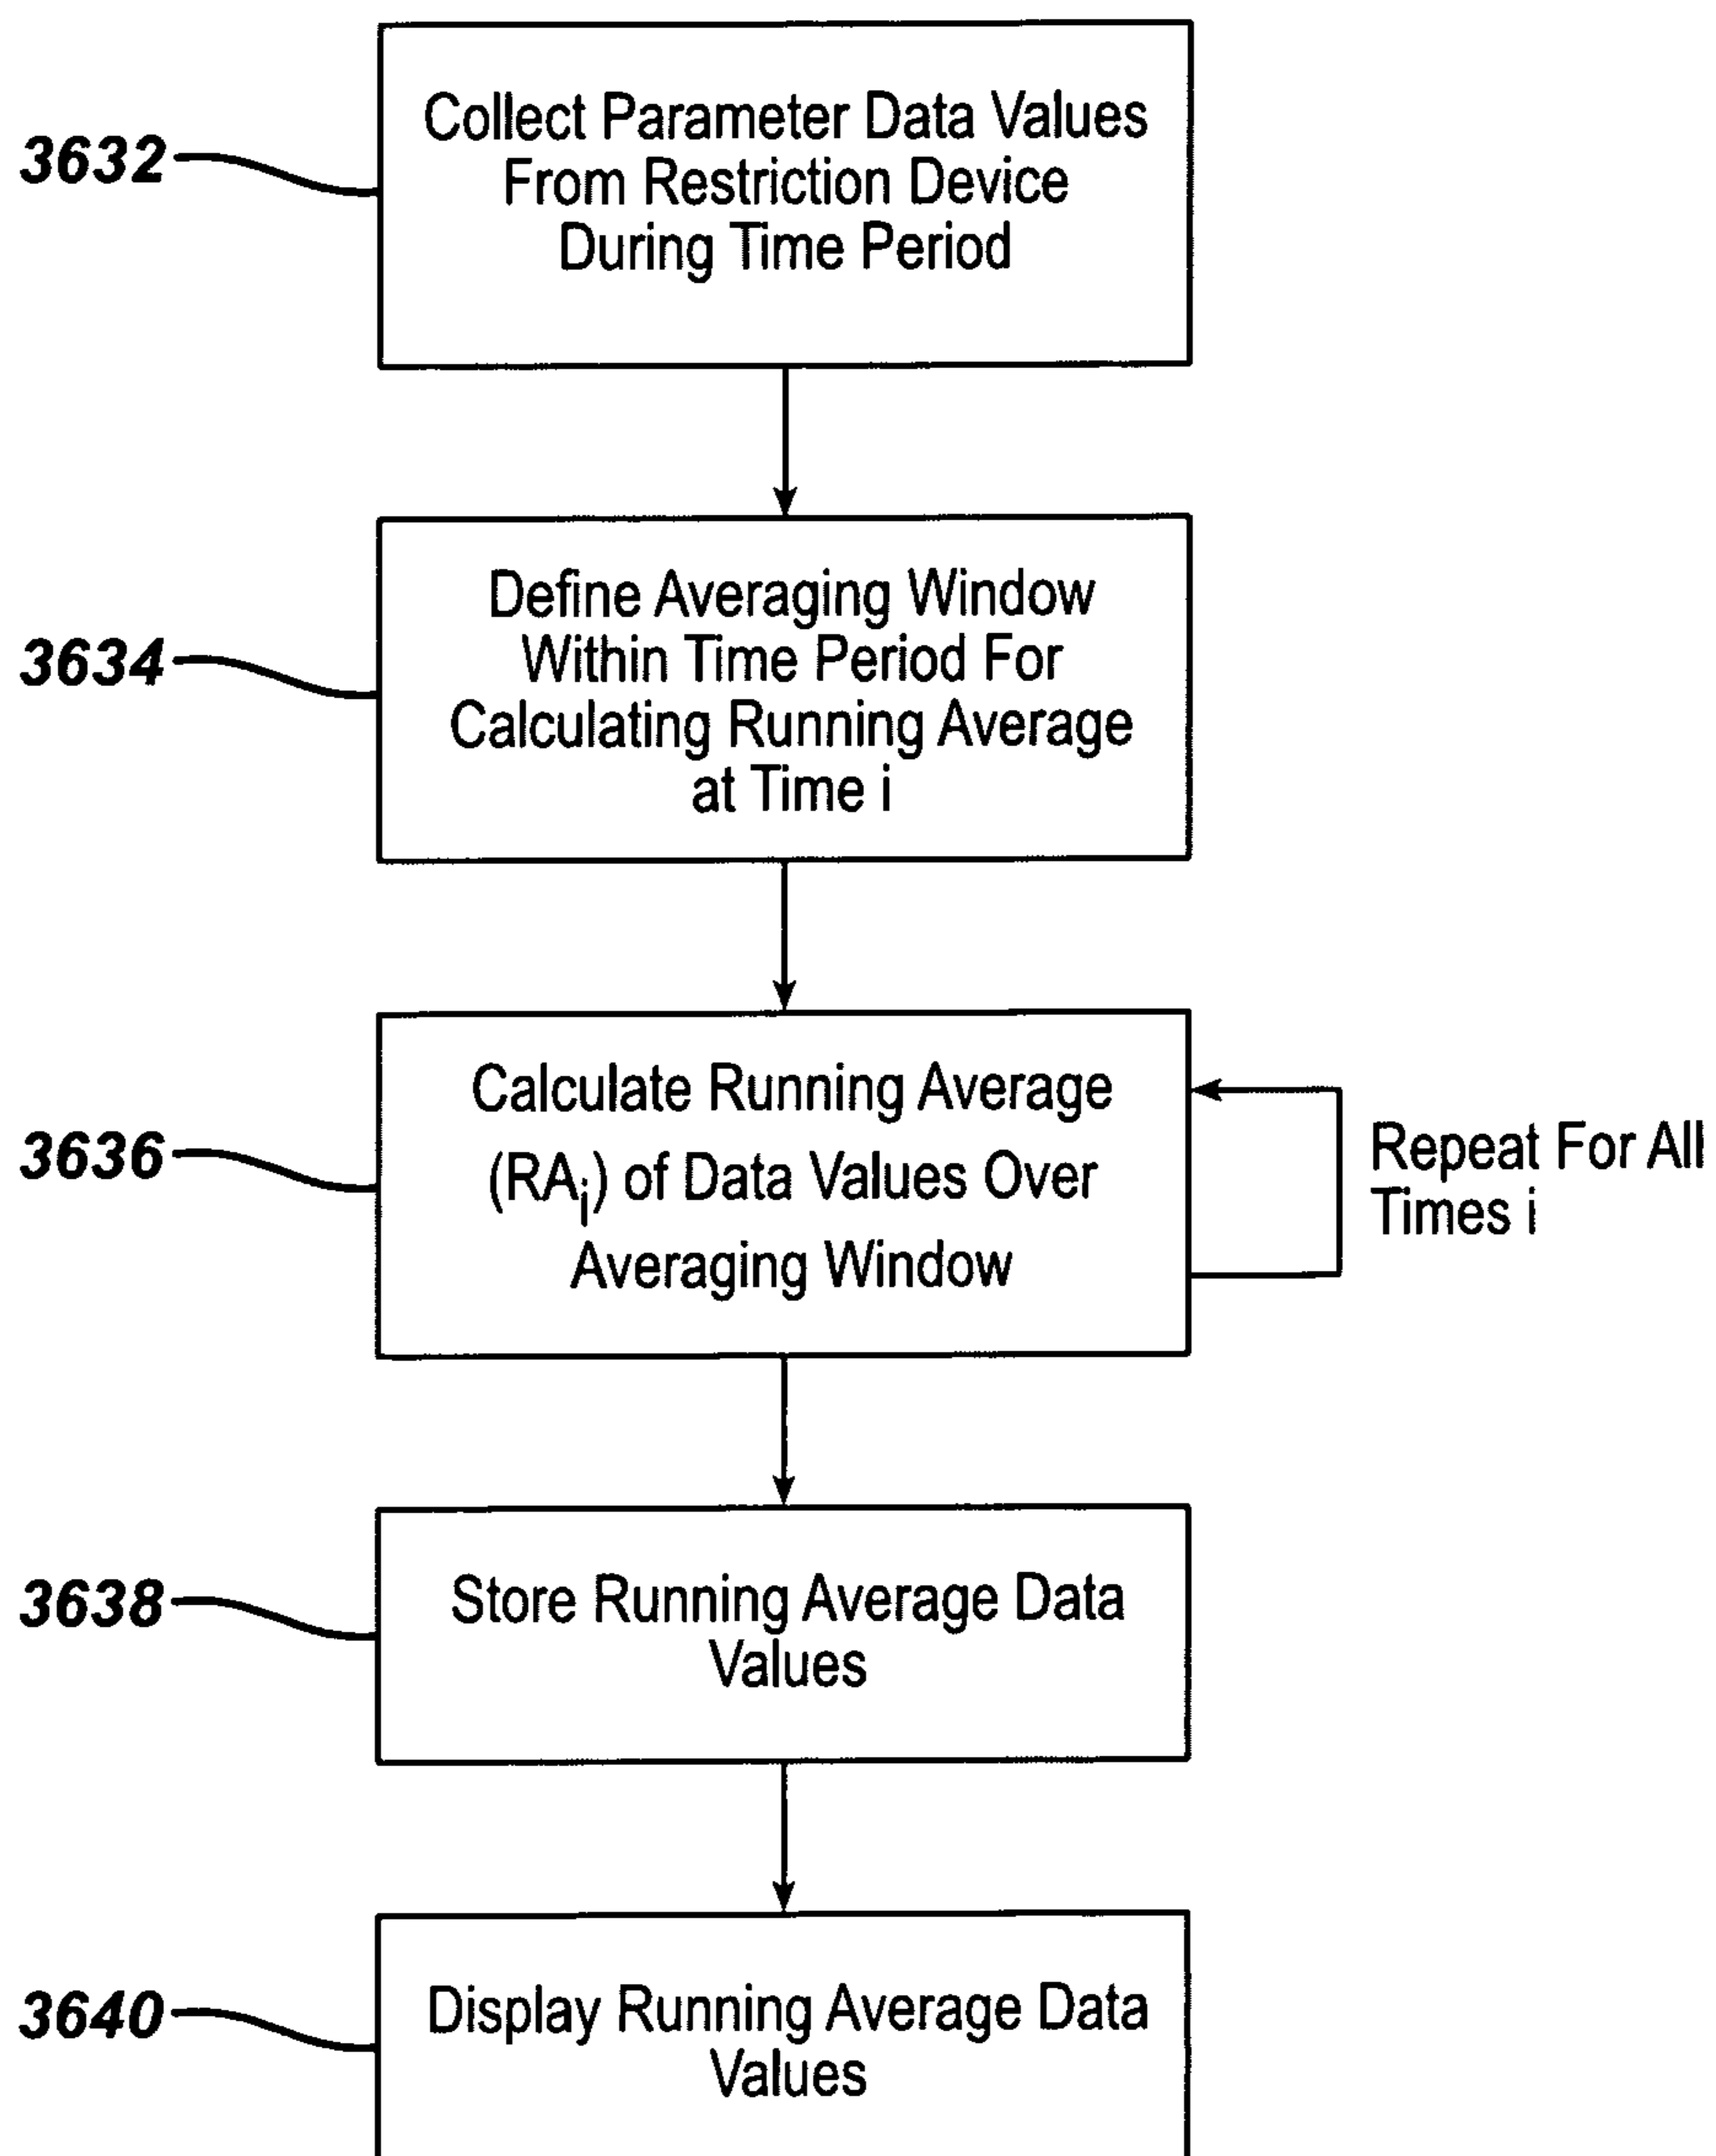 3632
Collect Parameter Data Values
From Restriction Device
During Time Period
3634
Define Averaging Window
Within Time Period For
Calculating Running Average
at Time i
3636
Calculate Running Average
(RAi) of Data Values Over
Averaging Window
Repeat For All
Times i
3638
Store Running Average Data
Values
3640
Display Running Average Data
Values